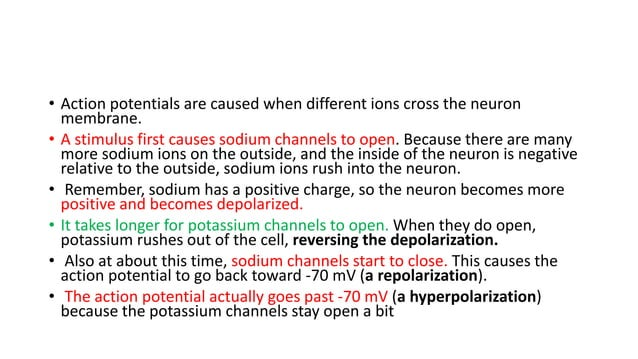 • Action potentials are caused when different ions cross the neuron
membrane.
• A stimulus first causes sodium channels to open. Because there are many
more sodium ions on the outside, and the inside of the neuron is negative
relative to the outside, sodium ions rush into the neuron.
• Remember, sodium has a positive charge, so the neuron becomes more
positive and becomes depolarized.
• It takes longer for potassium channels to open. When they do open,
potassium rushes out of the cell, reversing the depolarization.
• Also at about this time, sodium channels start to close. This causes the
action potential to go back toward -70 mV (a repolarization).
• The action potential actually goes past -70 mV (a hyperpolarization)
because the potassium channels stay open a bit